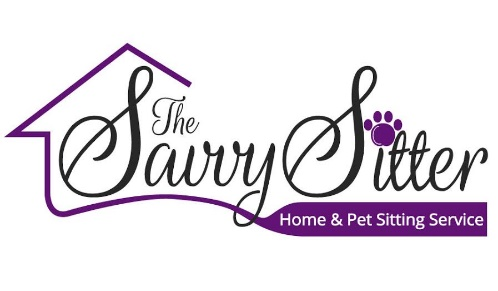 The
Savvy Sitter
Home & Pet Sitting Service